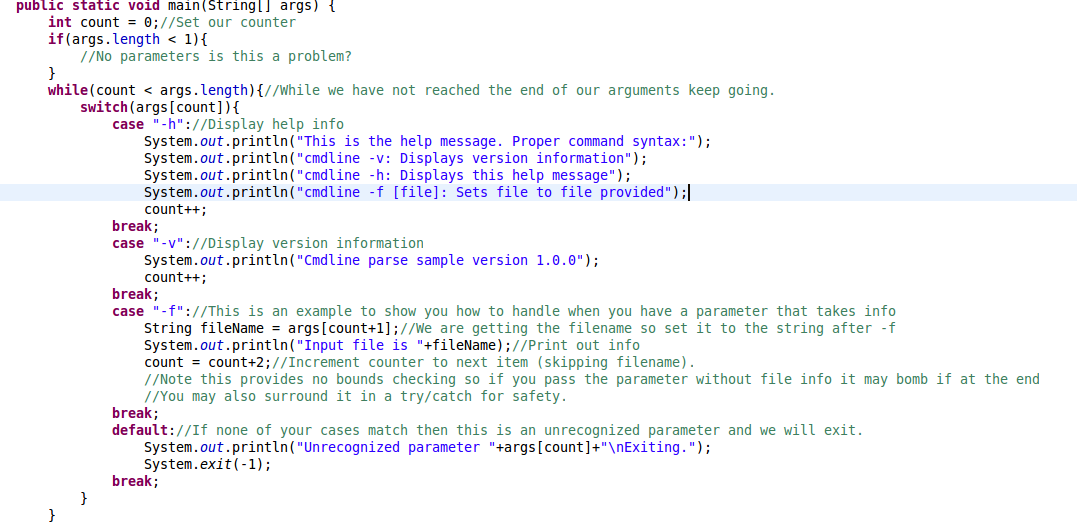 public static void main(String[] args) {
int count = 0;//Set our counter
if(args.length < 1){
//No parameters is this a problem?
}
while(count < args.length){//While we have not reached the end of our arguments keep going.
switch(args[count]){
case "-h"://Display help info
System.out.println("This is the help message. Proper command syntax:");
System.out.println("cmdline -v: Displays version information");
System.out.println("cmdline -h: Displays this help message");
System.out.println("cmdline -f [file]: Sets file to file provided");
count++;
break;
case "-v"://Display version information
System.out.println("Cmdline parse sample version 1.0.0");
count++;
break;
case "-f"://This is an example to show you how to handle when you have a parameter that takes info
String fileName = args[count+1];//We are getting the filename so set it to the string after -f
System.out.println("Input file is "+fileName);//Print out info
count = count+2;//Increment counter to next item (skipping filename).
//Note this provides no bounds checking so if you pass the parameter without file info it may bomb if at the end
//You may also surround it in a try/catch for safety.
break;
default://If none of your cases match then this is an unrecognized parameter and we will exit.
System.out.println("Unrecognized parameter "+args[count]+"\nExiting.");
System.exit(-1);
break;
}
}